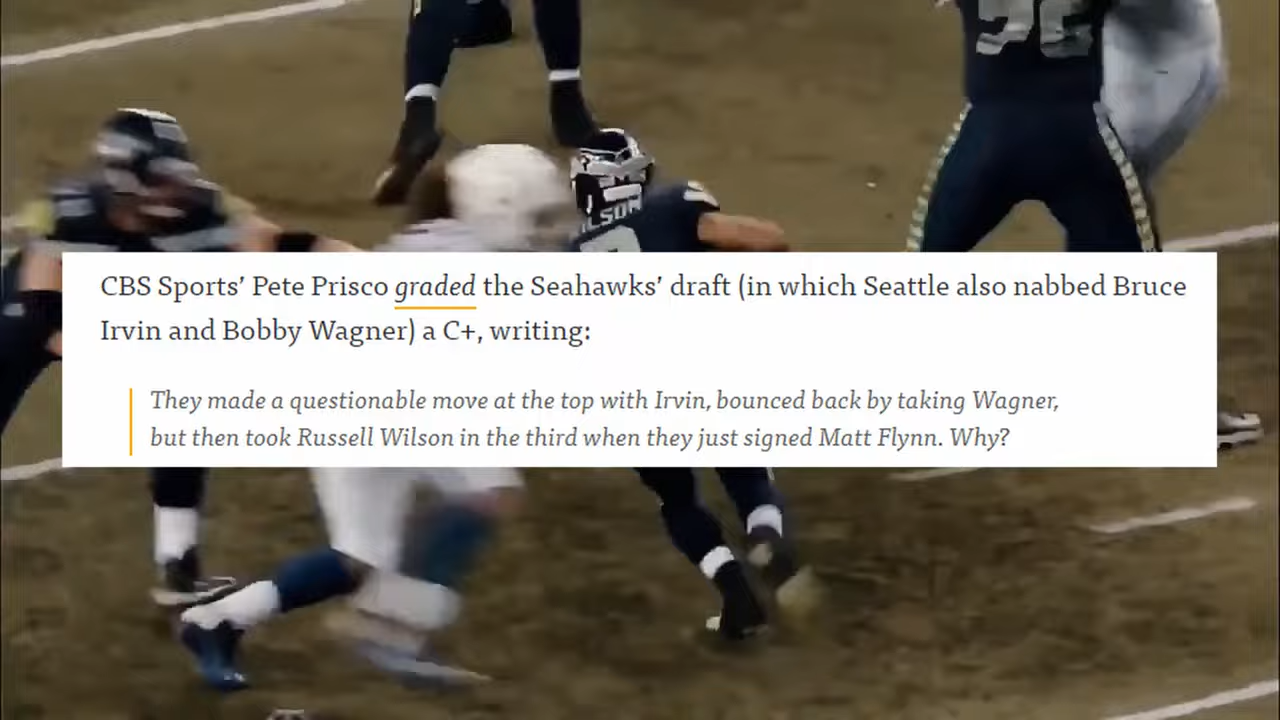 LSON
CBS Sports’ Pete Prisco graded the Seahawks’ draft (in which Seattle also nabbed Bruce
Irvin and Bobby Wagner) a C+, writing:
They made a questionable move at the top with Irvin, bounced back by taking Wagner,
but then took Russell Wilson in the third when they just signed Matt Flynn. Why?